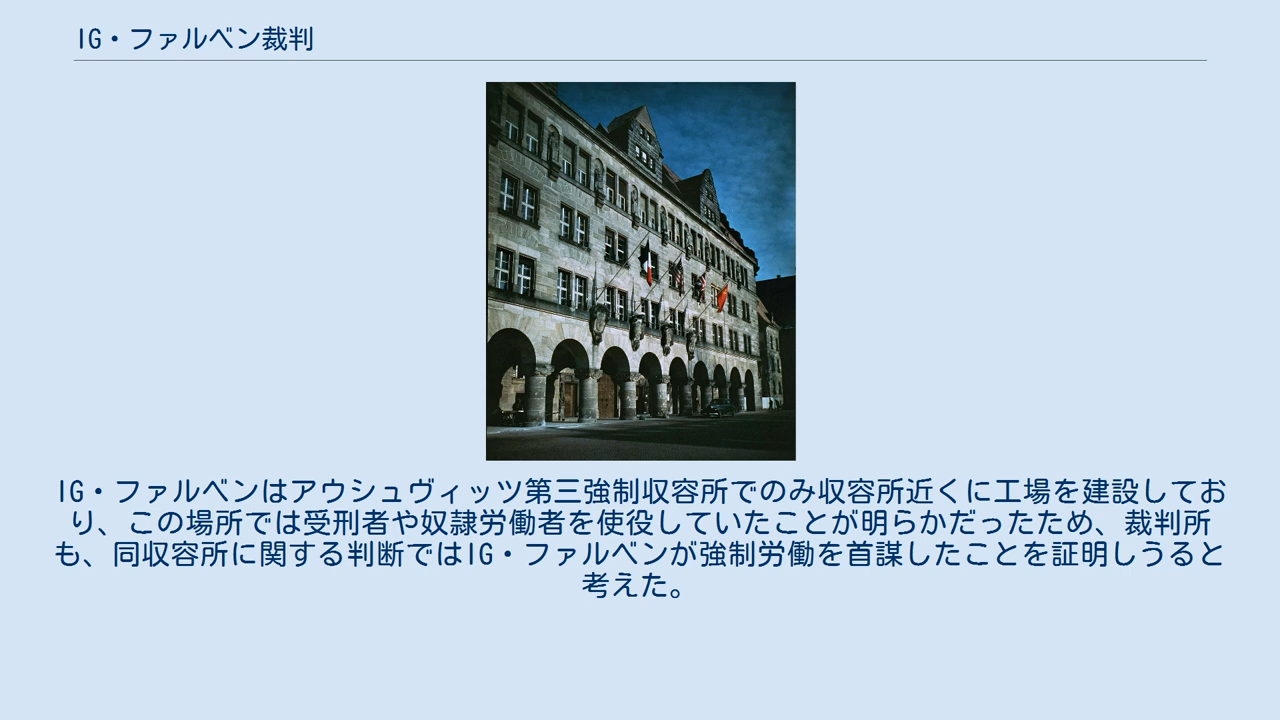 IG・ファルベン裁判
IG・ファルベンはアウシュヴィッツ第三強制収容所でのみ収容所近くに工場を建設してお
り、この場所では受刑者や奴隷労働者を使役していたことが明らかだったため、裁判所
も、同収容所に関する判断ではIG・ファルベンが強制労働を首謀したことを証明しうると
考えた。